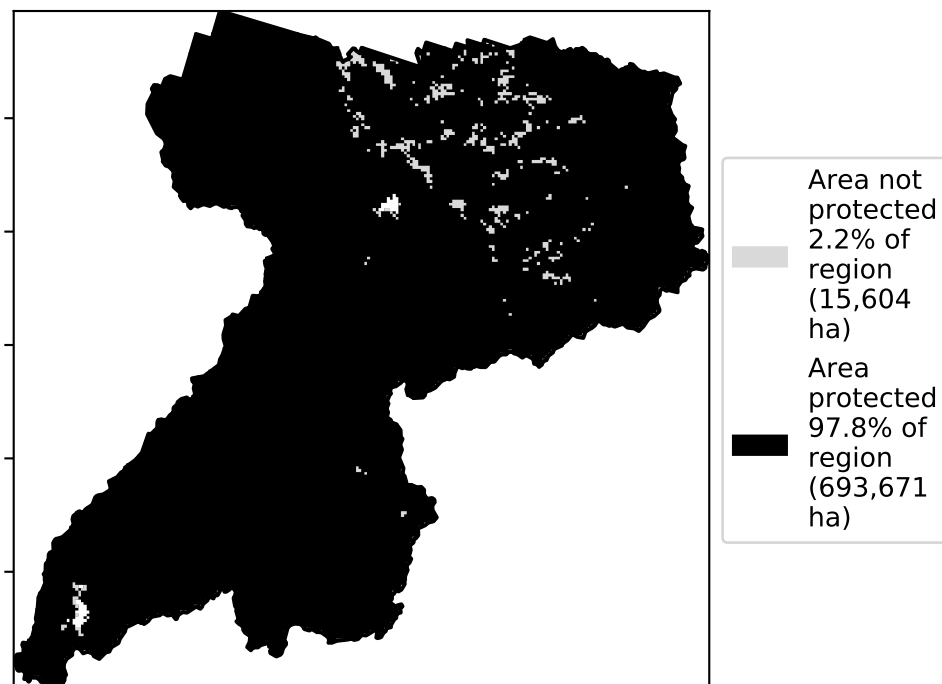 Area not
protected
2.2% of
region
(15,604
ha)
Area
protected
97.8% of
region
(693,671
ha)